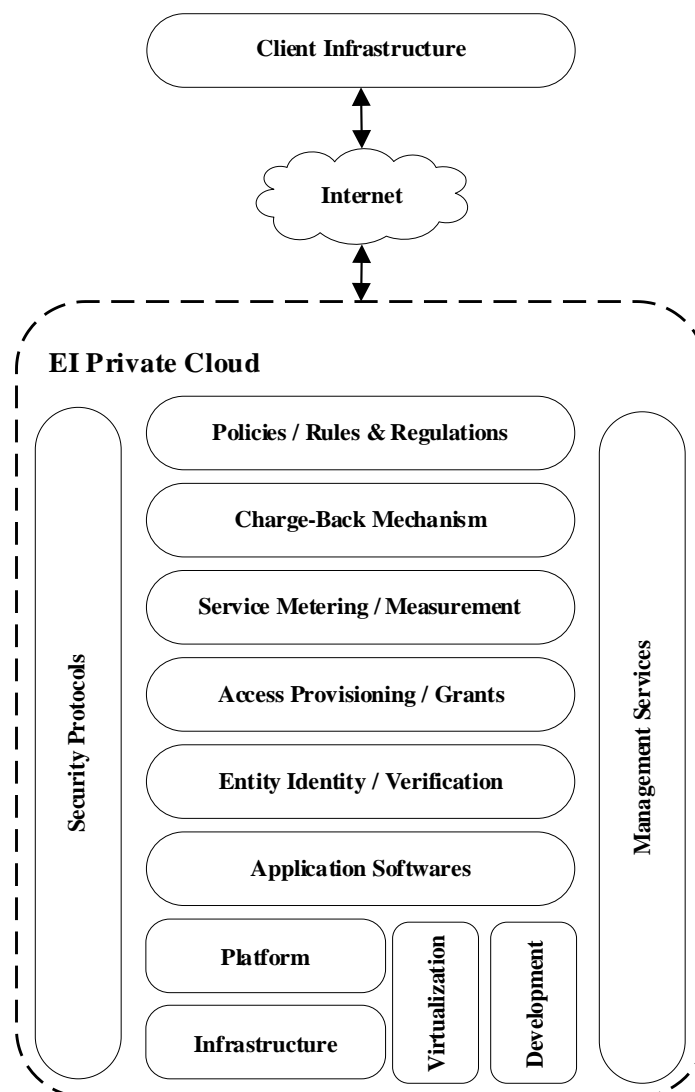 Client Infrastructure
Internet
EI Private Cloud
Policies / Rules & Regulations
Charge-Back Mechanism
Service Metering / Measurement
Access Provisioning / Grants
Entity Identity / Verification
Application Softwares
Platform
Infrastructure
Virtualization
Development
Security Protocols
Management Services